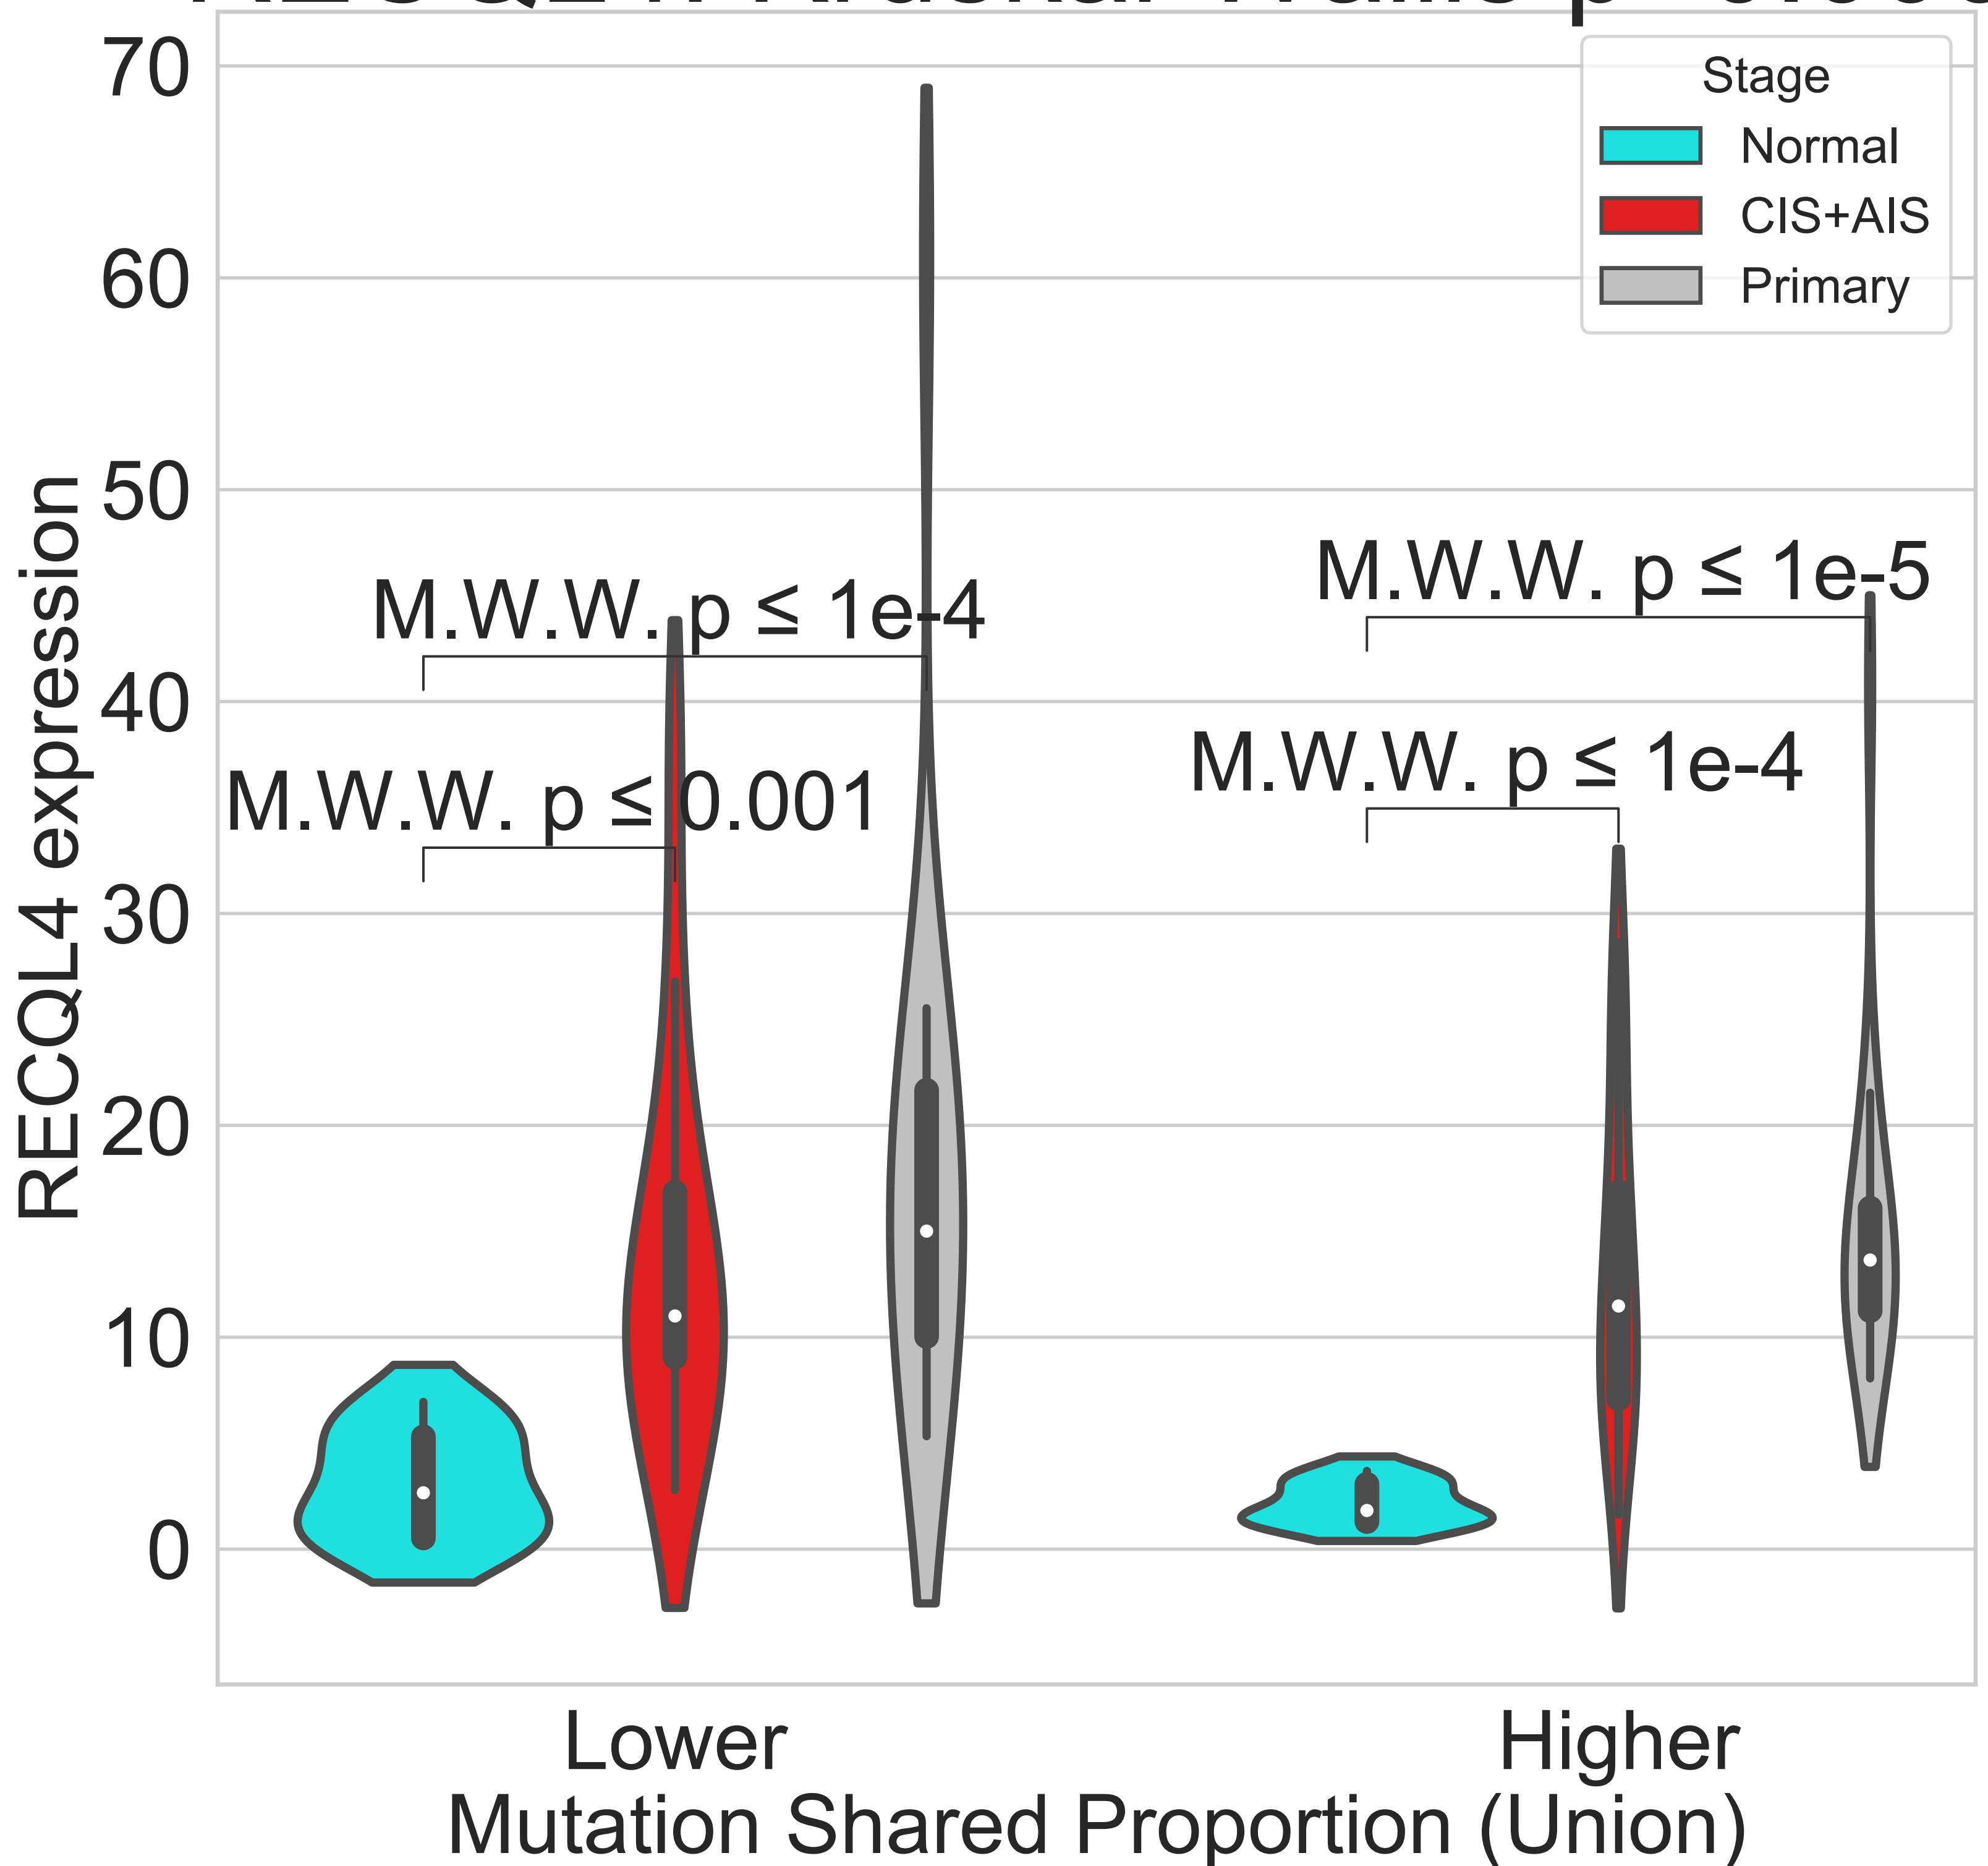 70
60
50
40
30
20
10
0
RECQL4 expression
Stage
Normal
CIS+AIS
Primary
M.W.W. p ≤ 1e-5
M.W.W. p ≤ 1e-4
M.W.W. p ≤ 1e-4
M.W.W. p ≤ 0.001
Lower
Higher
Mutation Shared Proportion (Union)